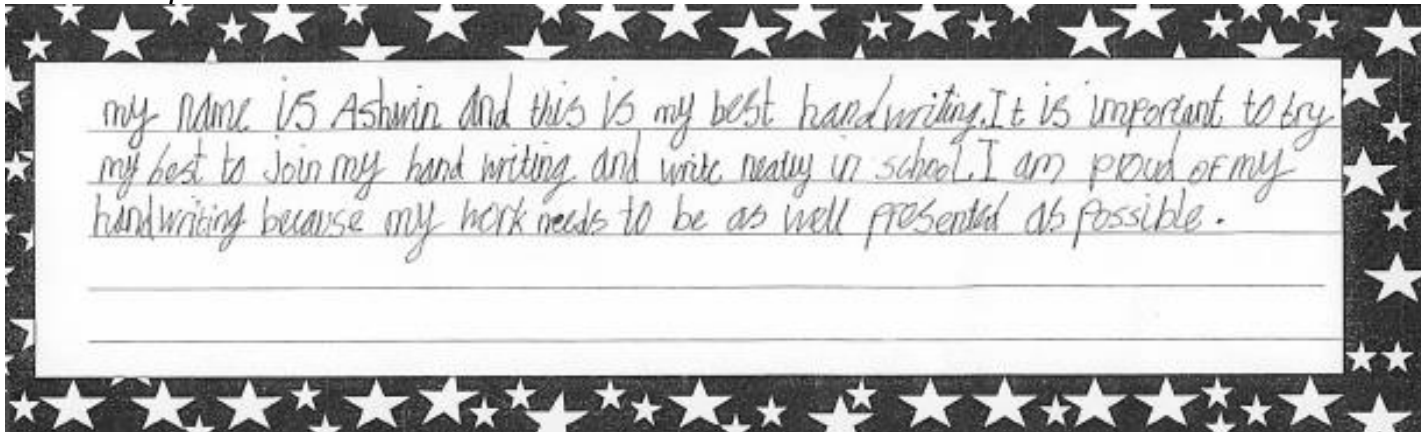 my name is Ashwin and this is my best handwriting. It is important to try
my best to join my hand writing and write neatly in school. I am proud of my
handwriting because my work needs to be as well presented as possible.